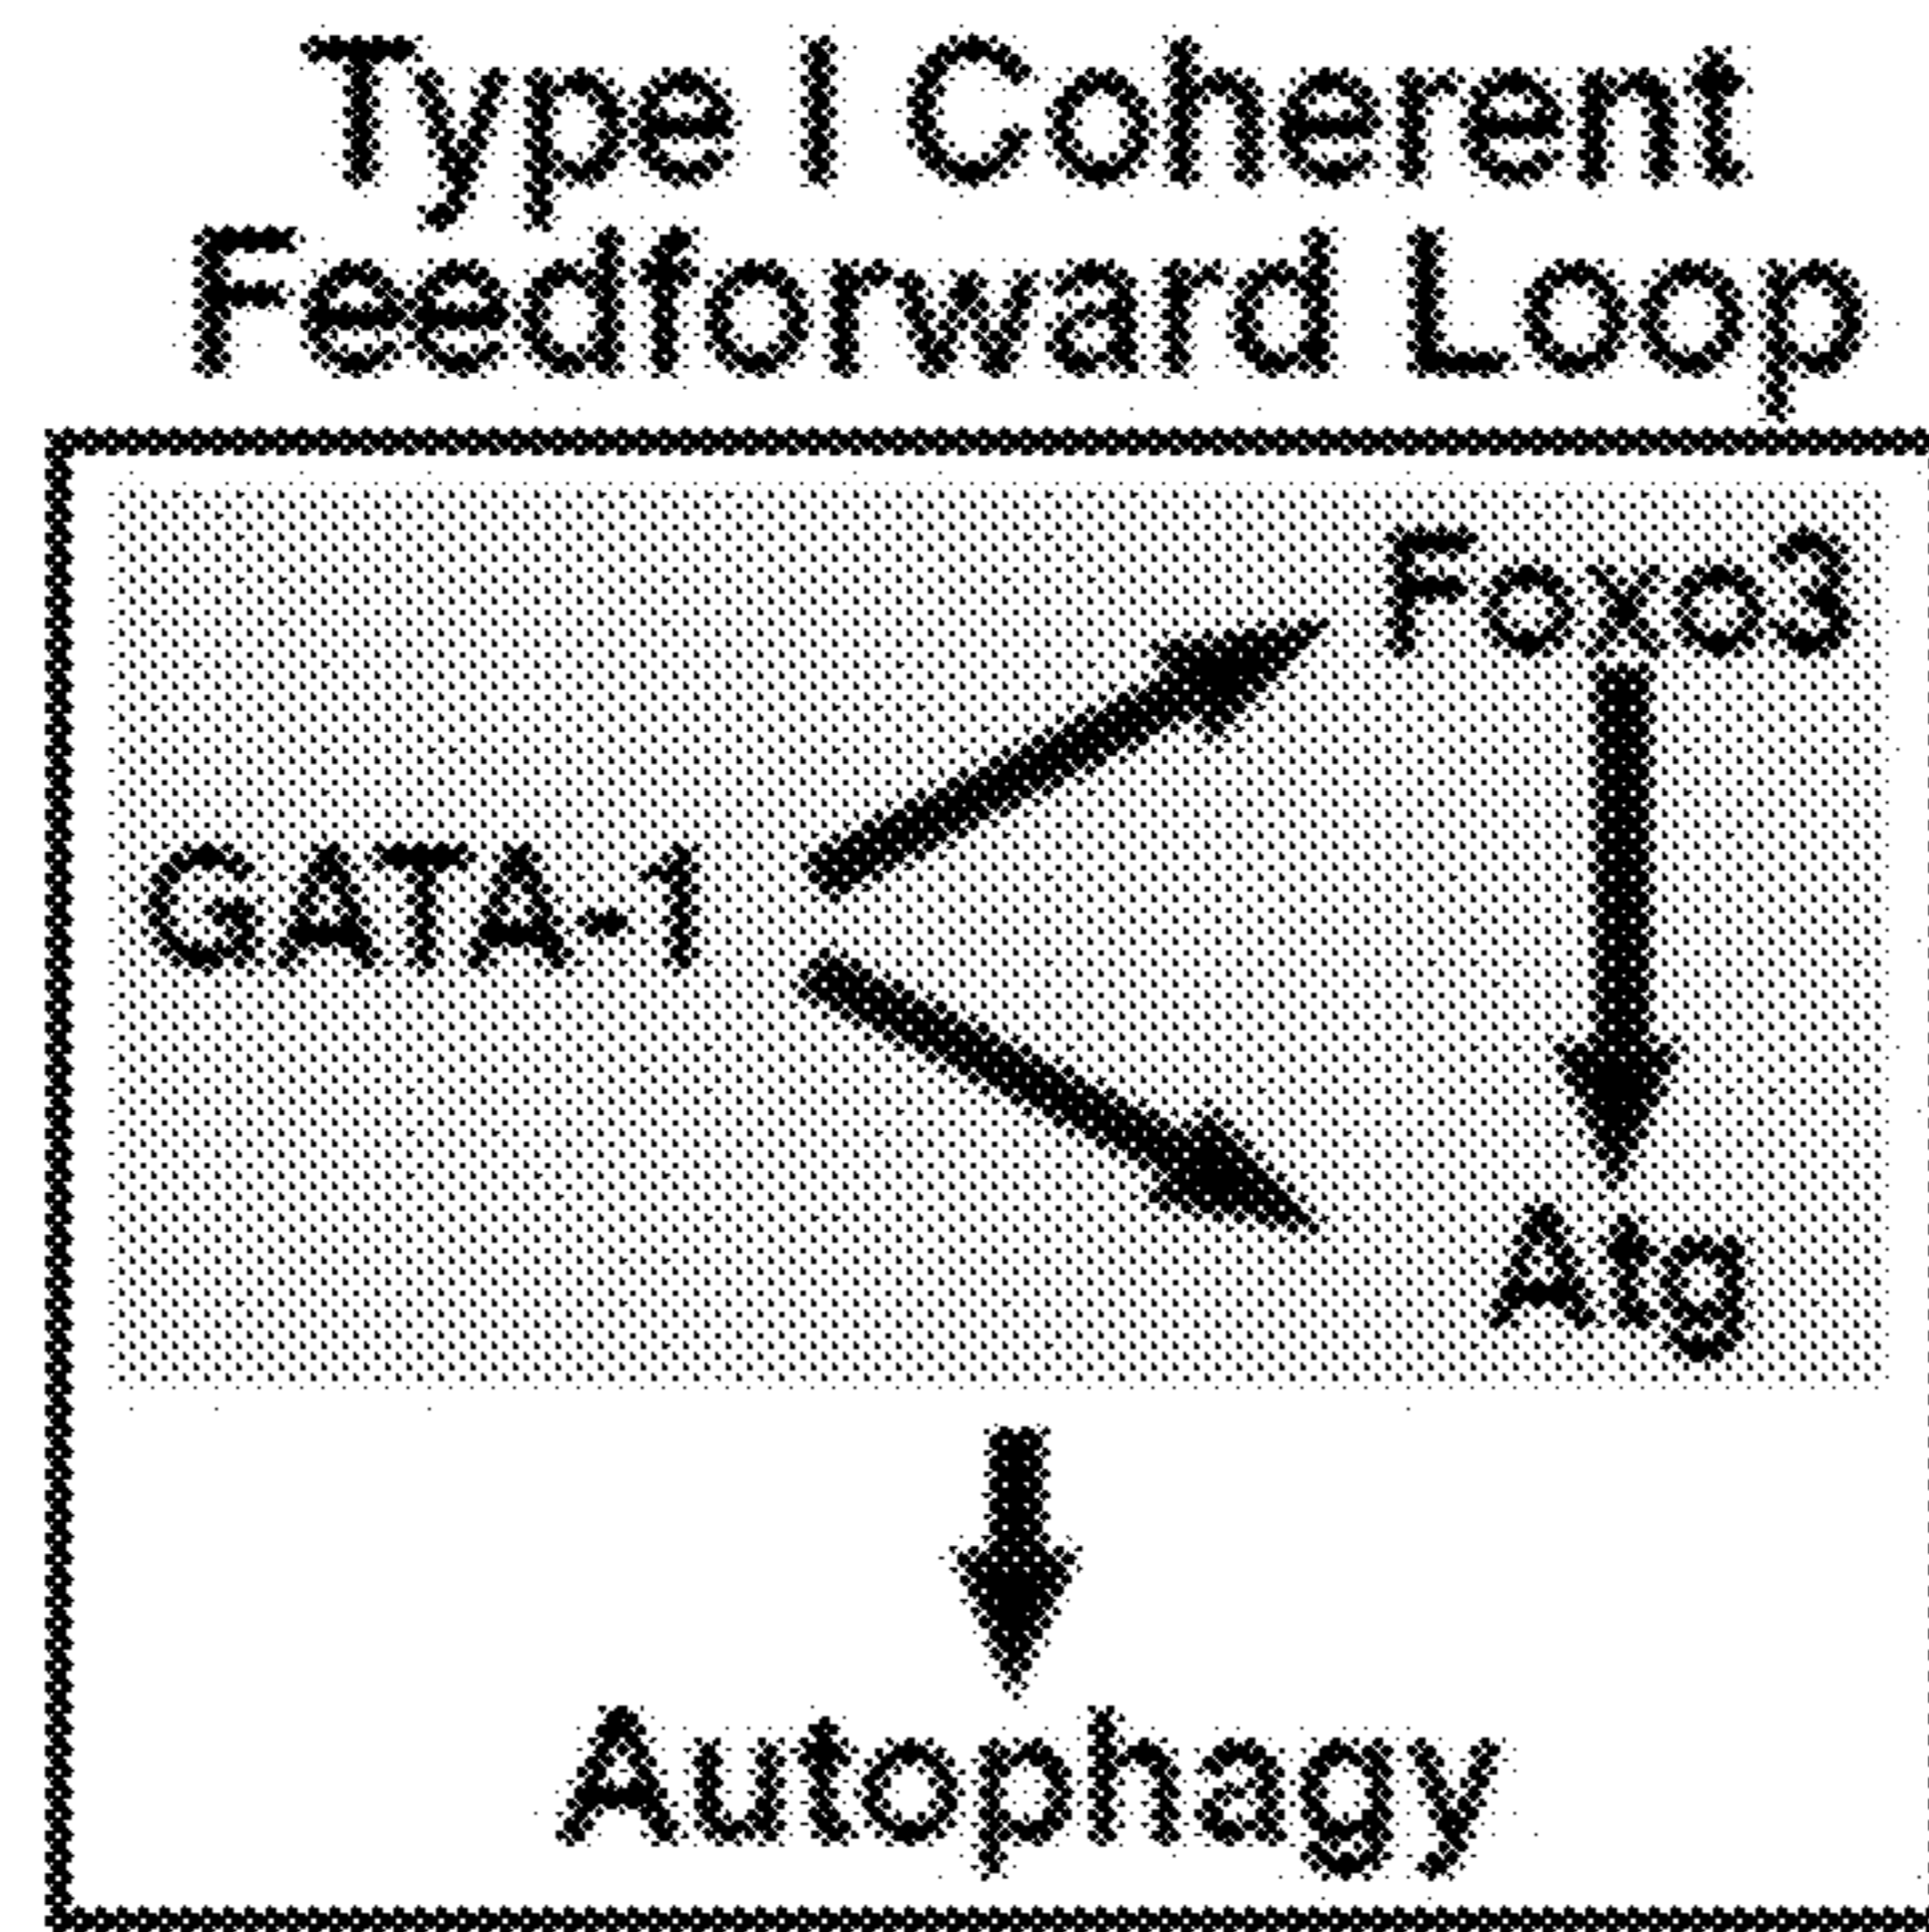 Type I Coherent
Feedforward Loop
Foxo3
GATA-1
Atg
Autophagy